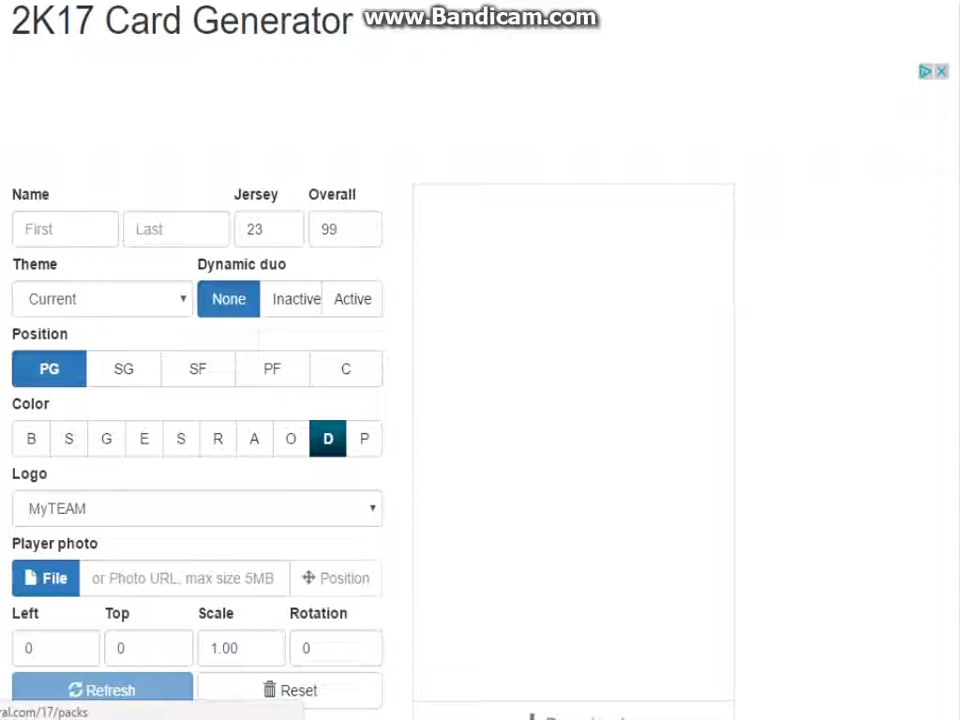 2K17 Card Generator
www.Bandicam.com
Name Jersey Overall
First Last 23 99
Theme Dynamic duo
Current None Inactive Active
Position
PG SG SF PF C
Color
B S G E S R A O D P
Logo
MyTEAM
Player photo
File or Photo URL, max size 5MB Position
Left Top Scale Rotation
0 0 1.00 0
Refresh Reset
ral.com/17/packs